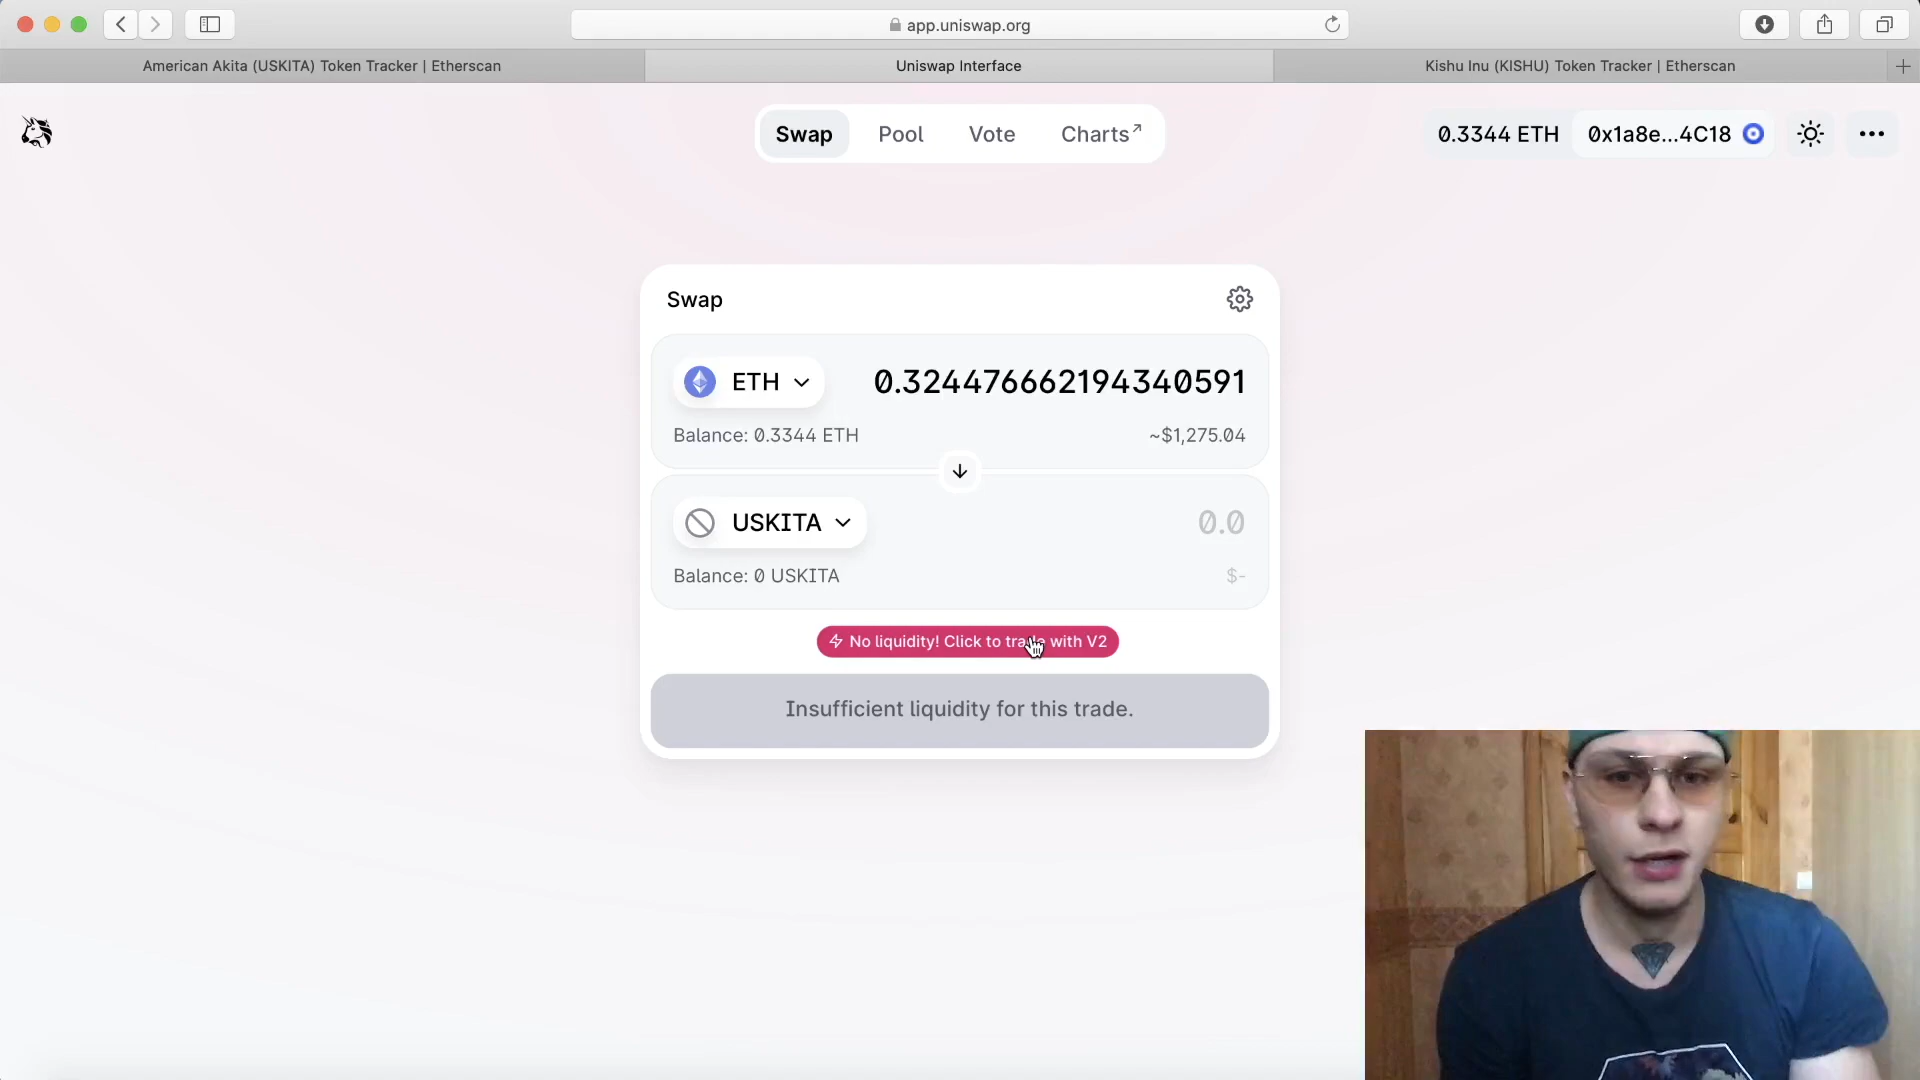 app.uniswap.org
American Akita (USKITA) Token Tracker | Etherscan
Uniswap Interface
Kishu Inu (KISHU) Token Tracker | Etherscan
Swap
Pool
Vote
Charts↗
0.3344 ETH
0x1a8e...4C18
Swap
ETH
0.324476662194340591
Balance: 0.3344 ETH
~$1,275.04
USKITA
0.0
Balance: 0 USKITA
$-
No liquidity! Click to trade with V2
Insufficient liquidity for this trade.